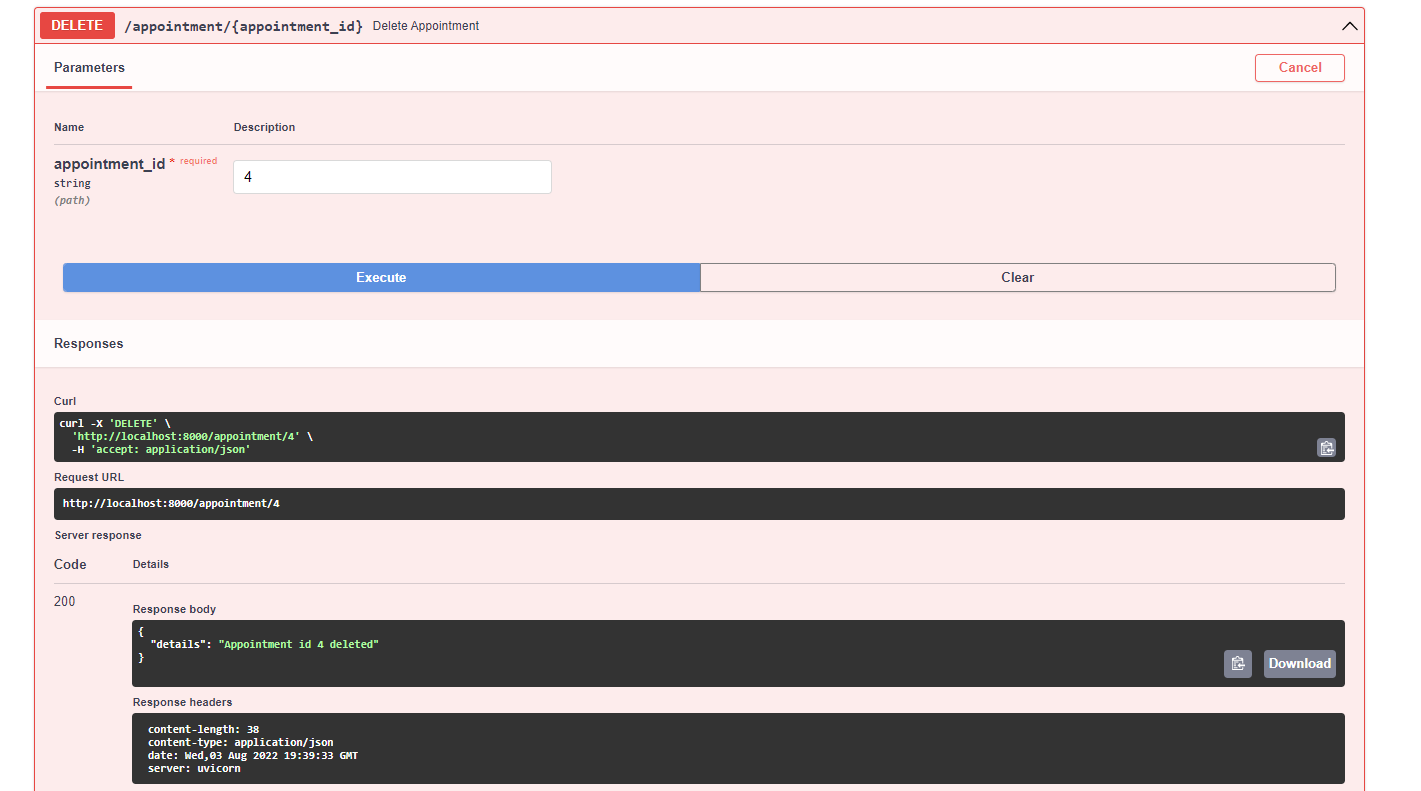 DELETE /appointment/{appointment_id} Delete Appointment
Parameters Cancel
Name Description
appointment_id * required
string
(path)
4
Execute Clear
Responses
Curl
curl -X 'DELETE' \
  'http://localhost:8000/appointment/4' \
  -H 'accept: application/json'
Request URL
http://localhost:8000/appointment/4
Server response
Code Details
200
Response body
{
  "details": "Appointment id 4 deleted"
}
Download
Response headers
content-length: 38
content-type: application/json
date: Wed,03 Aug 2022 19:39:33 GMT
server: uvicorn